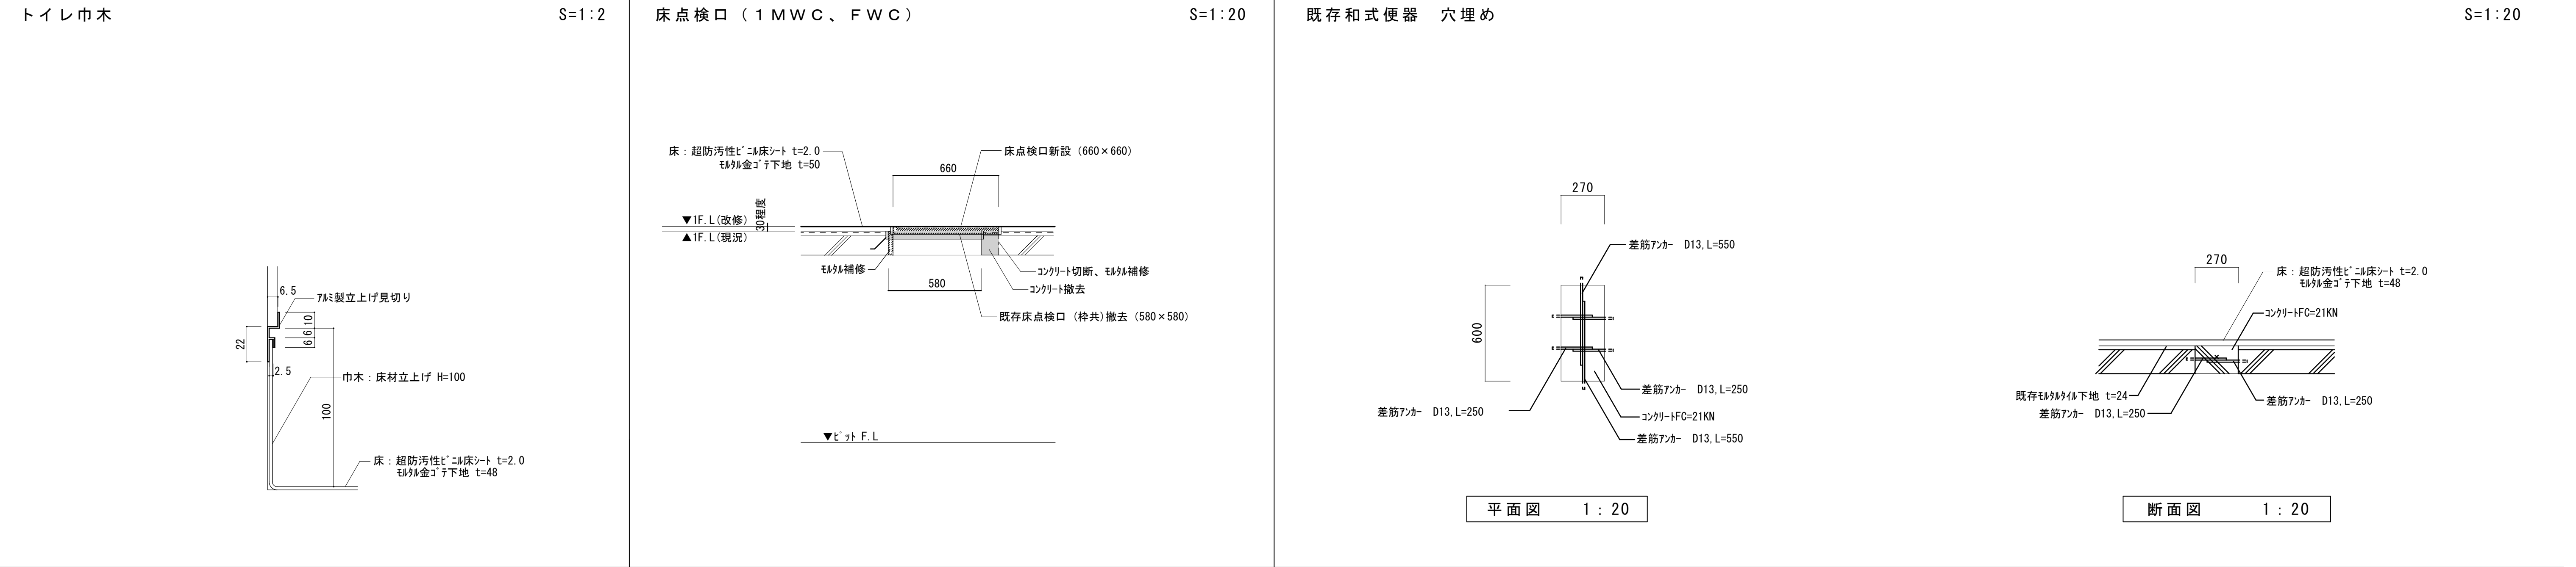 トイレ巾木 S=1:2
6.5
アルミ製立上げ見切り
10
6
6
22
2.5
巾木：床材立上げ H=100
100
床：超防汚性ビニル床シート t=2.0
モルタル金ゴテ下地 t=48
床点検口（１ＭＷＣ、ＦＷＣ） S=1:20
床：超防汚性ビニル床シート t=2.0
モルタル金ゴテ下地 t=50
床点検口新設（660×660）
660
30程度
▼1F.L(改修)
▲1F.L(現況)
モルタル補修
コンクリート切断、モルタル補修
580
コンクリート撤去
既存床点検口（枠共)撤去（580×580）
▼ピット F.L
既存和式便器　穴埋め S=1:20
270
差筋アンカー　D13,L=550
600
差筋アンカー　D13,L=250
差筋アンカー　D13,L=250
コンクリートFC=21KN
差筋アンカー　D13,L=550
平面図　1：20
270
床：超防汚性ビニル床シート t=2.0
モルタル金ゴテ下地 t=48
コンクリートFC=21KN
既存モルタルタイル下地 t=24
差筋アンカー　D13,L=250
差筋アンカー　D13,L=250
断面図　1：20